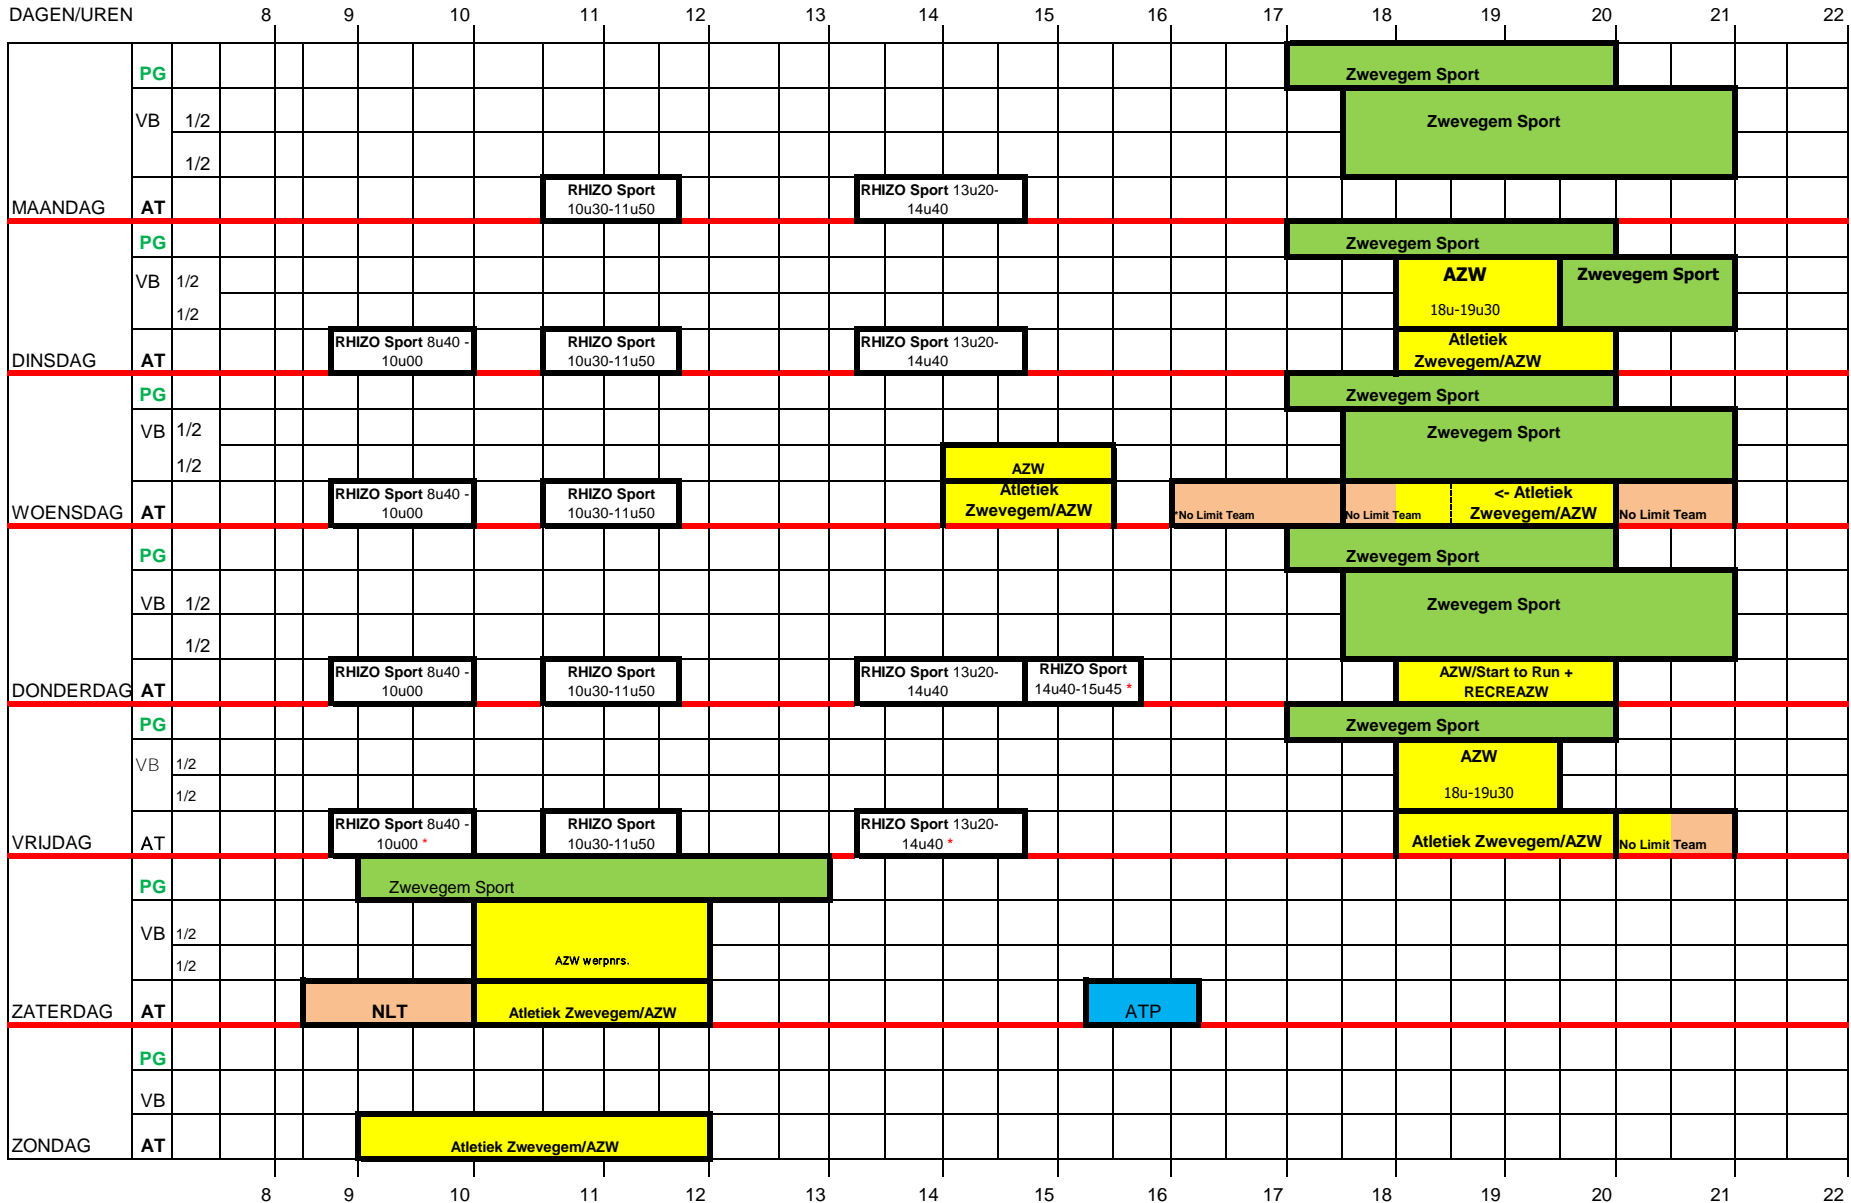 DAGEN/UREN 8 9 10 11 12 13 14 15 16 17 18 19 20 21 22
PG Zwevegem Sport
VB 1/2 Zwevegem Sport
1/2
RHIZO Sport RHIZO Sport 13u20-
MAANDAG AT 10u30-11u50 14u40
PG Zwevegem Sport
VB 1/2 AZW Zwevegem Sport
1/2 18u-19u30
RHIZO Sport 8u40 - RHIZO Sport RHIZO Sport 13u20- Atletiek
DINSDAG AT 10u00 10u30-11u50 14u40 Zwevegem/AZW
PG Zwevegem Sport
VB 1/2 Zwevegem Sport
1/2 AZW
RHIZO Sport 8u40 - RHIZO Sport Atletiek <- Atletiek
WOENSDAG AT 10u00 10u30-11u50 Zwevegem/AZW *No Limit Team No Limit Team Zwevegem/AZW No Limit Team
PG Zwevegem Sport
VB 1/2 Zwevegem Sport
1/2
RHIZO Sport 8u40 - RHIZO Sport RHIZO Sport 13u20- RHIZO Sport AZW/Start to Run +
DONDERDAG AT 10u00 10u30-11u50 14u40 14u40-15u45 * RECREAZW
PG Zwevegem Sport
VB 1/2 AZW
1/2 18u-19u30
RHIZO Sport 8u40 - RHIZO Sport RHIZO Sport 13u20-
VRIJDAG AT 10u00 * 10u30-11u50 14u40 * Atletiek Zwevegem/AZW No Limit Team
PG Zwevegem Sport
VB 1/2
1/2 AZW werpnrs.
ZATERDAG AT NLT Atletiek Zwevegem/AZW ATP
PG
VB
ZONDAG AT Atletiek Zwevegem/AZW
8 9 10 11 12 13 14 15 16 17 18 19 20 21 22